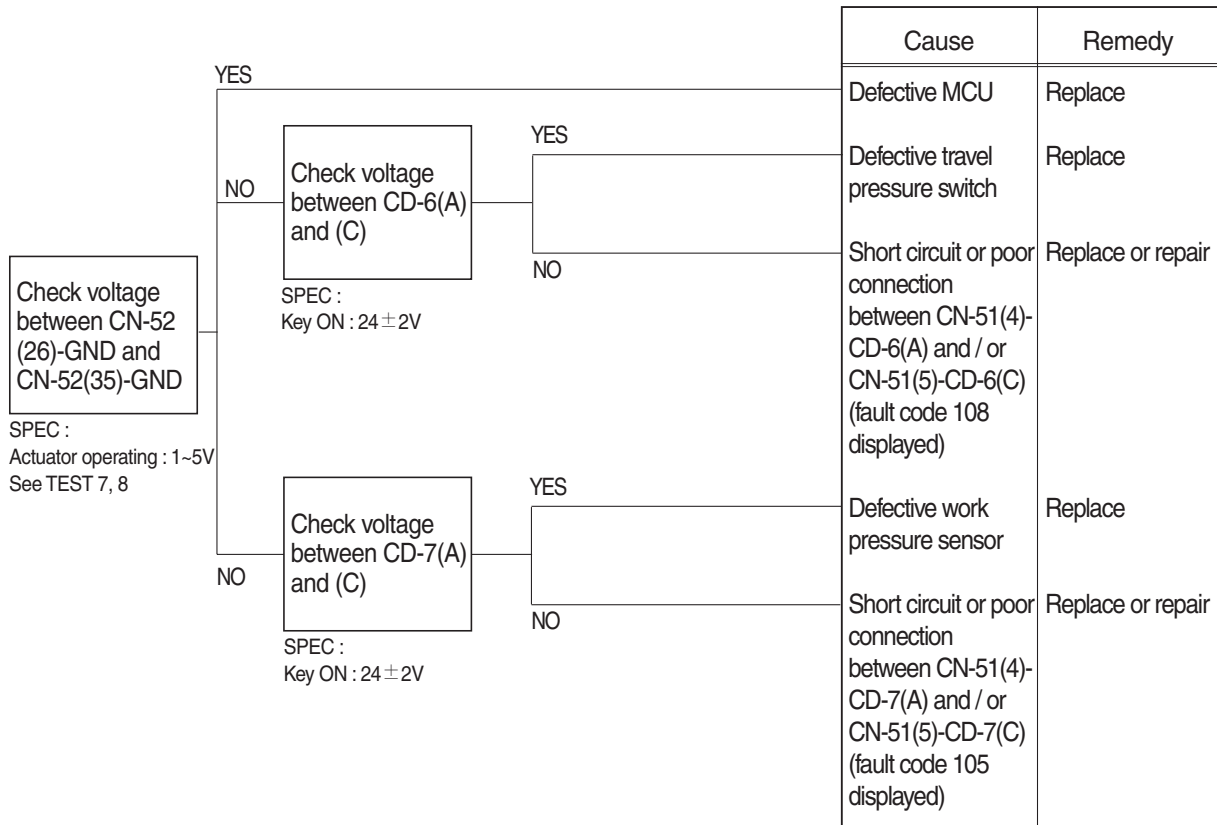 Cause
Remedy
YES
Defective MCU
Replace
NO
Check voltage
between CD-6(A)
and (C)
SPEC :
Key ON : 24±2V
YES
Defective travel
pressure switch
Replace
NO
Short circuit or poor
connection
between CN-51(4)-
CD-6(A) and / or
CN-51(5)-CD-6(C)
(fault code 108
displayed)
Replace or repair
Check voltage
between CN-52
(26)-GND and
CN-52(35)-GND
SPEC :
Actuator operating : 1~5V
See TEST 7, 8
NO
Check voltage
between CD-7(A)
and (C)
SPEC :
Key ON : 24±2V
YES
Defective work
pressure sensor
Replace
NO
Short circuit or poor
connection
between CN-51(4)-
CD-7(A) and / or
CN-51(5)-CD-7(C)
(fault code 105
displayed)
Replace or repair